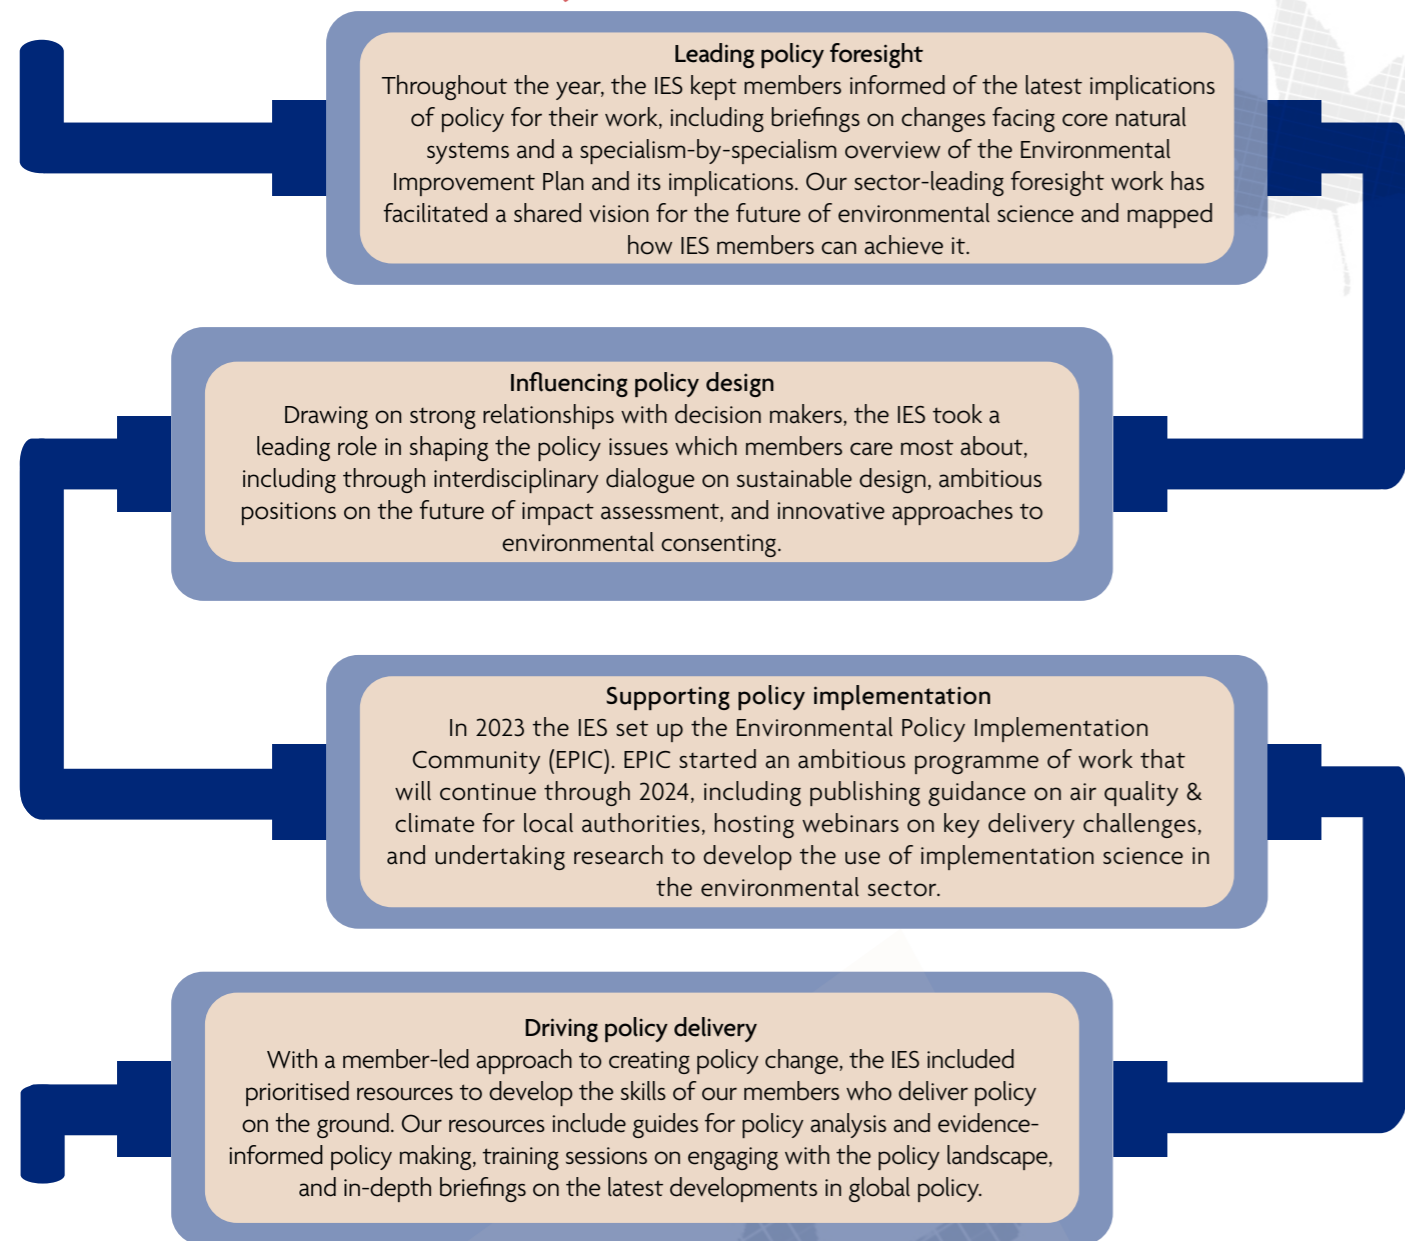 Leading policy foresight
Throughout the year, the IES kept members informed of the latest implications
of policy for their work, including briefings on changes facing core natural
systems and a specialism-by-specialism overview of the Environmental
Improvement Plan and its implications. Our sector-leading foresight work has
facilitated a shared vision for the future of environmental science and mapped
how IES members can achieve it.
Influencing policy design
Drawing on strong relationships with decision makers, the IES took a
leading role in shaping the policy issues which members care most about,
including through interdisciplinary dialogue on sustainable design, ambitious
positions on the future of impact assessment, and innovative approaches to
environmental consenting.
Supporting policy implementation
In 2023 the IES set up the Environmental Policy Implementation
Community (EPIC). EPIC started an ambitious programme of work that
will continue through 2024, including publishing guidance on air quality &
climate for local authorities, hosting webinars on key delivery challenges,
and undertaking research to develop the use of implementation science in
the environmental sector.
Driving policy delivery
With a member-led approach to creating policy change, the IES included
prioritised resources to develop the skills of our members who deliver policy
on the ground. Our resources include guides for policy analysis and evidence-
informed policy making, training sessions on engaging with the policy landscape,
and in-depth briefings on the latest developments in global policy.